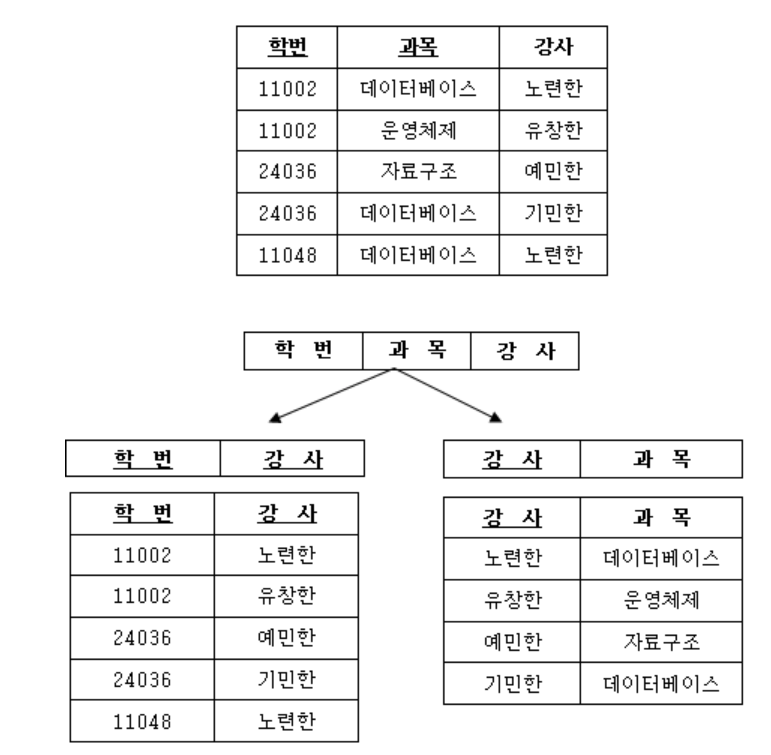 학번 과목 강사
11002 데이터베이스 노련한
11002 운영체제 유창한
24036 자료구조 예민한
24036 데이터베이스 기민한
11048 데이터베이스 노련한
학 번 과 목 강 사
학 번 강 사
강 사 과 목
학 번 강 사
11002 노련한
11002 유창한
24036 예민한
24036 기민한
11048 노련한
강 사 과 목
노련한 데이터베이스
유창한 운영체제
예민한 자료구조
기민한 데이터베이스